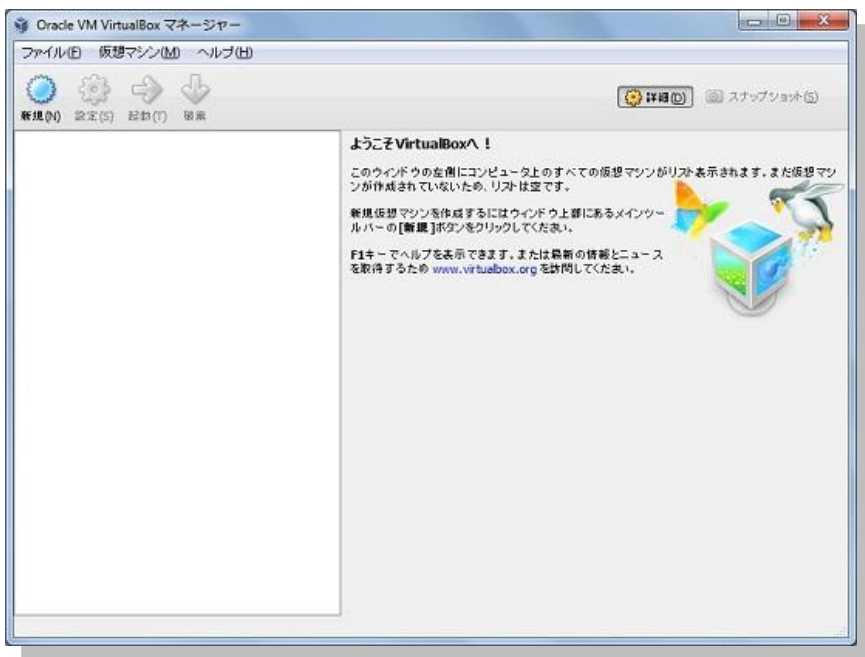 Oracle VM VirtualBox マネージャー
ファイル(F) 仮想マシン(M) ヘルプ(H)
新規(N) 設定(S) 起動(T) 破棄
詳細(D) スナップショット(S)
ようこそVirtualBoxへ！
このウィンドウの左側にコンピュータ上のすべての仮想マシンがリスト表示されます。まだ仮想マシ
ンが作成されていないため、リストは空です。
新規仮想マシンを作成するにはウィンドウ上部にあるメインツー
ルバーの[新規]ボタンをクリックしてください。
F1キーでヘルプを表示できます。または最新の情報とニュース
を取得するため www.virtualbox.org を訪問してください。